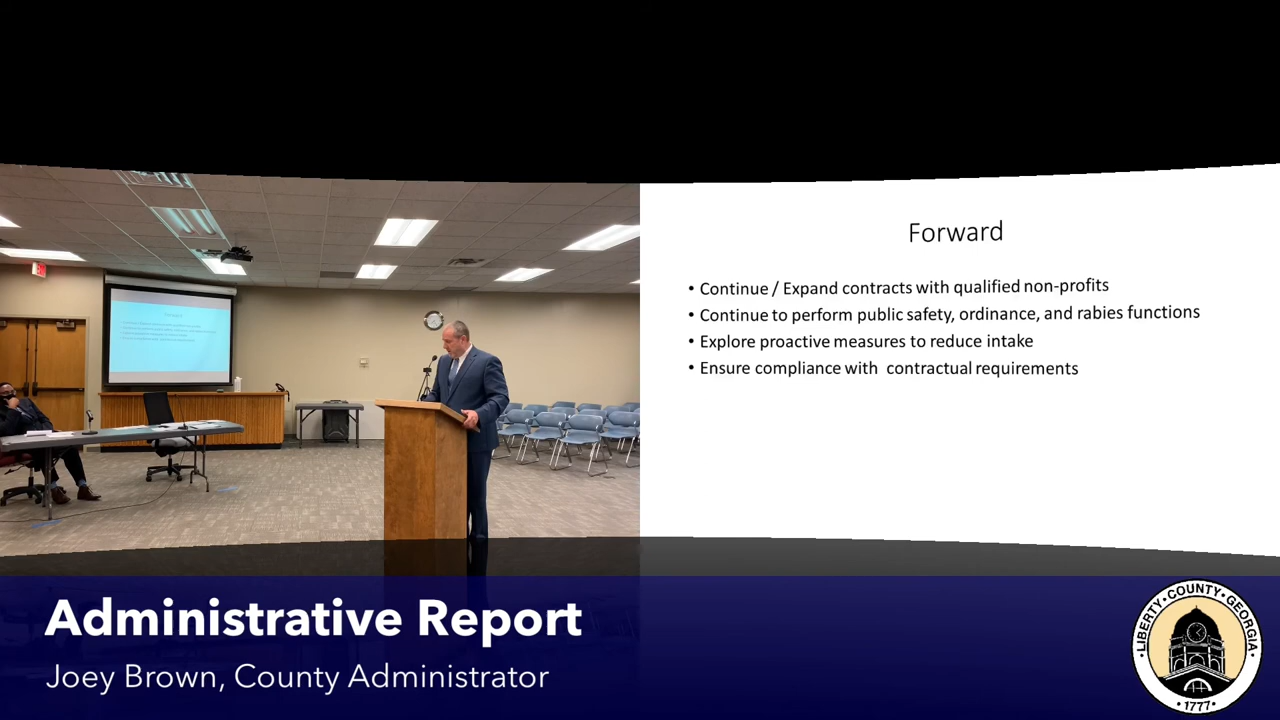 Forward
• Continue / Expand contracts with qualified non-profits
• Continue to perform public safety, ordinance, and rabies functions
• Explore proactive measures to reduce intake
• Ensure compliance with contractual requirements
Forward
Administrative Report
Joey Brown, County Administrator
LIBERTY • COUNTY • GEORGIA
• 1777 •